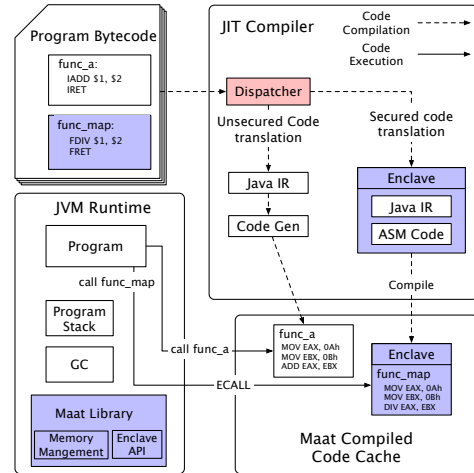 Program Bytecode
func_a:
IADD $1, $2
IRET
func_map:
FDIV $1, $2
FRET
JIT Compiler
Code
Compilation
Code
Execution
Dispatcher
Unsecured Code
translation
Secured code
translation
Java IR
Code Gen
Enclave
Java IR
ASM Code
Compile
JVM Runtime
Program
call func_map
Program
Stack
GC
call func_a
ECALL
Maat Library
Memory
Mangement
Enclave
API
func_a
MOV EAX, 0Ah
MOV EBX, 0Bh
ADD EAX, EBX
Enclave
func_map
MOV EAX, 0Ah
MOV EBX, 0Bh
DIV EAX, EBX
Maat Compiled
Code Cache